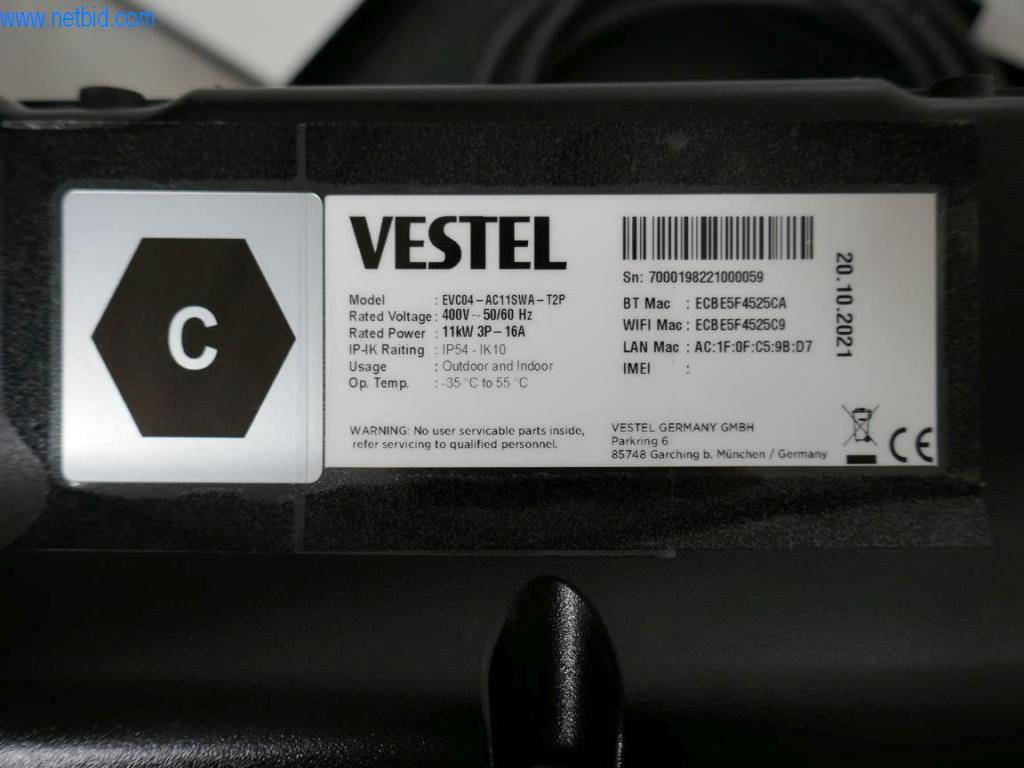 www.netbid.com
C
VESTEL
Model : EVC04-AC11SWA-T2P
Rated Voltage : 400V~50/60 Hz
Rated Power : 11kW 3P-16A
IP-IK Raiting : IP54 - IK10
Usage : Outdoor and Indoor
Op. Temp. : -35 °C to 55 °C
WARNING: No user servicable parts inside,
refer servicing to qualified personnel.
Sn: 7000198221000059
BT Mac : ECBE5F4525CA
WIFI Mac : ECBE5F4525C9
LAN Mac : AC:1F:0F:C5:9B:D7
IMEI :
20.10.2021
VESTEL GERMANY GMBH
Parkring 6
85748 Garching b. München / Germany
CE